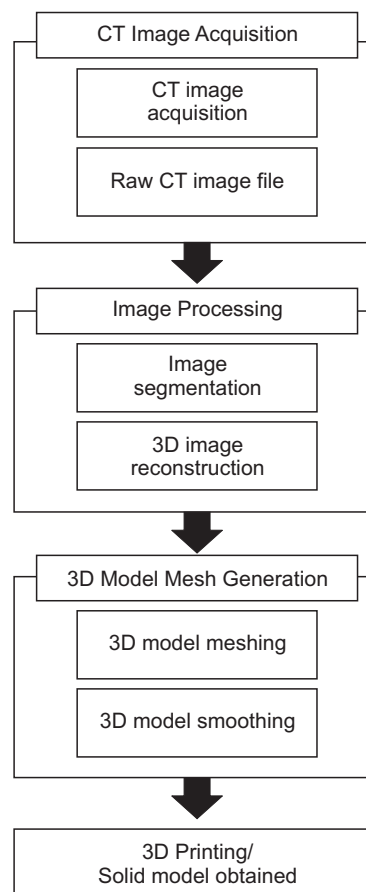 CT Image Acquisition
CT image
acquisition
Raw CT image file
Image Processing
Image
segmentation
3D image
reconstruction
3D Model Mesh Generation
3D model meshing
3D model smoothing
3D Printing/
Solid model obtained